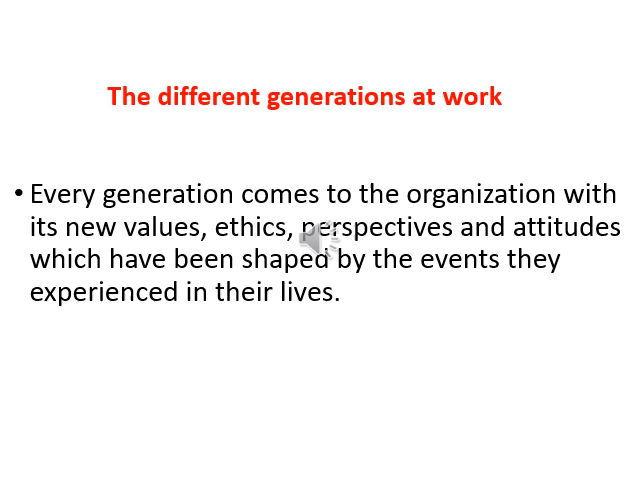 The different generations at work
• Every generation comes to the organization with
its new values, ethics, perspectives and attitudes
which have been shaped by the events they
experienced in their lives.